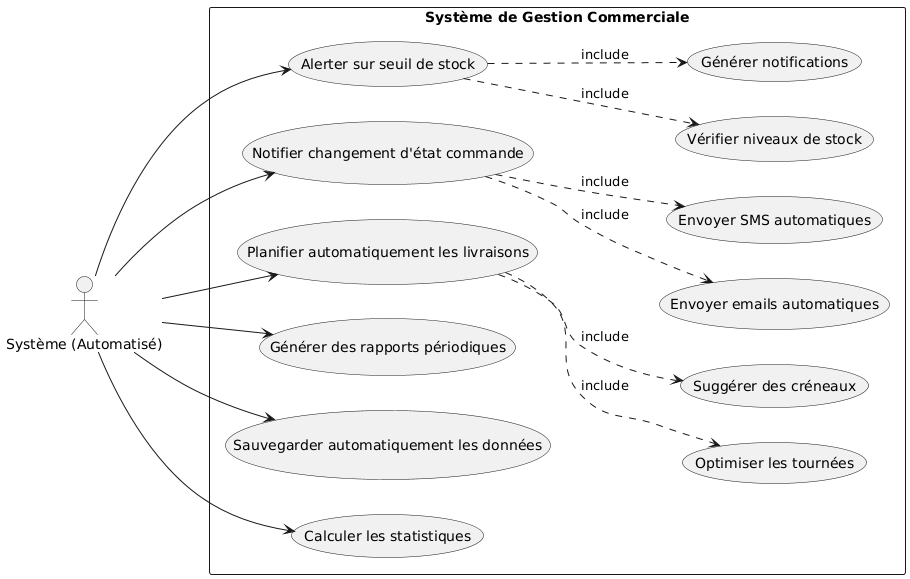 Système de Gestion Commerciale
Alerter sur seuil de stock
include
Générer notifications
include
Vérifier niveaux de stock
Notifier changement d'état commande
include
Envoyer SMS automatiques
include
Planifier automatiquement les livraisons
Envoyer emails automatiques
Système (Automatisé)
Générer des rapports périodiques
include
Suggérer des créneaux
include
Sauvegarder automatiquement les données
Optimiser les tournées
Calculer les statistiques